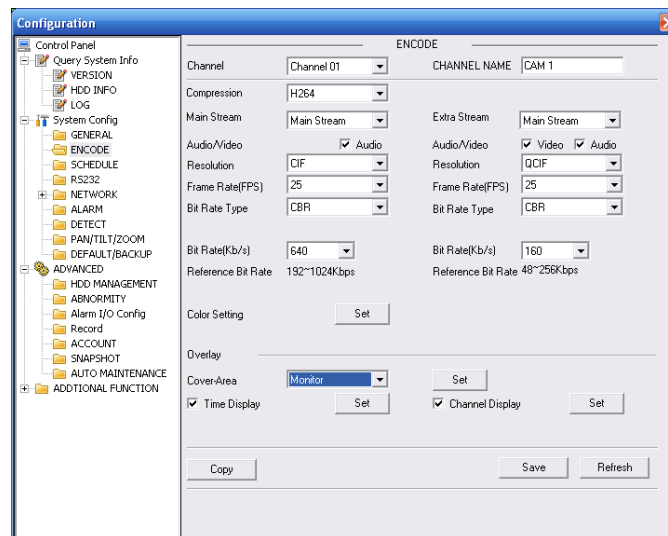 Configuration
Control Panel
Query System Info
VERSION
HDD INFO
LOG
System Config
GENERAL
ENCODE
SCHEDULE
RS232
NETWORK
ALARM
DETECT
PAN/TILT/ZOOM
DEFAULT/BACKUP
ADVANCED
HDD MANAGEMENT
ABNORMITY
Alarm I/O Config
Record
ACCOUNT
SNAPSHOT
AUTO MAINTENANCE
ADDTIONAL FUNCTION
ENCODE
Channel Channel 01 CHANNEL NAME CAM 1
Compression H264
Main Stream Main Stream Extra Stream Main Stream
Audio/Video Audio Audio/Video Video Audio
Resolution CIF Resolution QCIF
Frame Rate(FPS) 25 Frame Rate(FPS) 25
Bit Rate Type CBR Bit Rate Type CBR
Bit Rate(Kb/s) 640 Bit Rate(Kb/s) 160
Reference Bit Rate 192~1024Kbps Reference Bit Rate 48~256Kbps
Color Setting Set
Overlay
Cover-Area Monitor Set
Time Display Set Channel Display Set
Copy Save Refresh